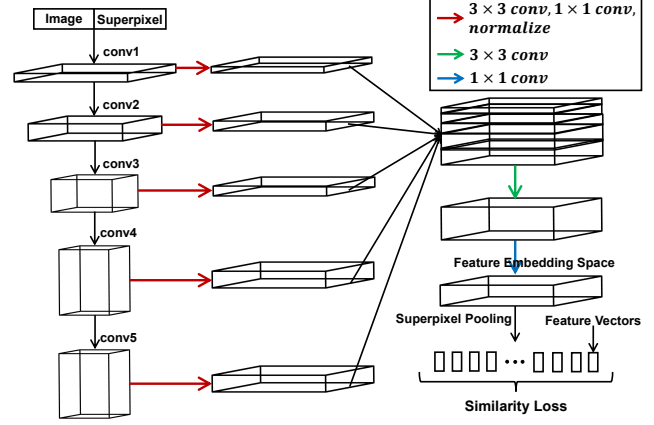 Image Superpixel
conv1
conv2
conv3
conv4
conv5
3 × 3 conv, 1 × 1 conv,
normalize
3 × 3 conv
1 × 1 conv
Feature Embedding Space
Superpixel Pooling
Feature Vectors
...
Similarity Loss